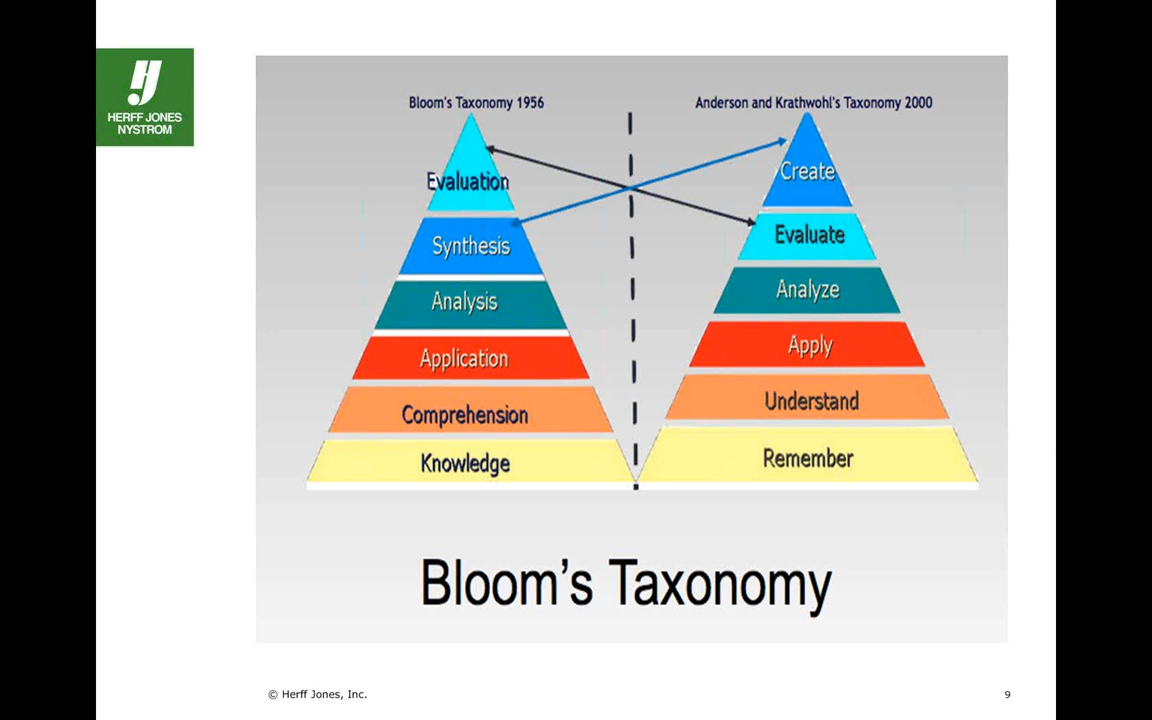 HERFF JONES
NYSTROM
Bloom's Taxonomy 1956
Evaluation
Synthesis
Analysis
Application
Comprehension
Knowledge
Anderson and Krathwohl's Taxonomy 2000
Create
Evaluate
Analyze
Apply
Understand
Remember
Bloom's Taxonomy
© Herff Jones, Inc.
9